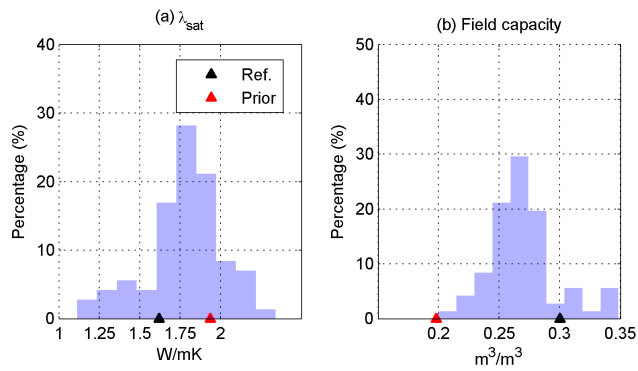 (a) λsat
Percentage (%)
40
30
20
10
0
Ref.
Prior
1 1.25 1.5 1.75 2
W/mK
(b) Field capacity
Percentage (%)
50
40
30
20
10
0
0.2 0.25 0.3 0.35
m³/m³